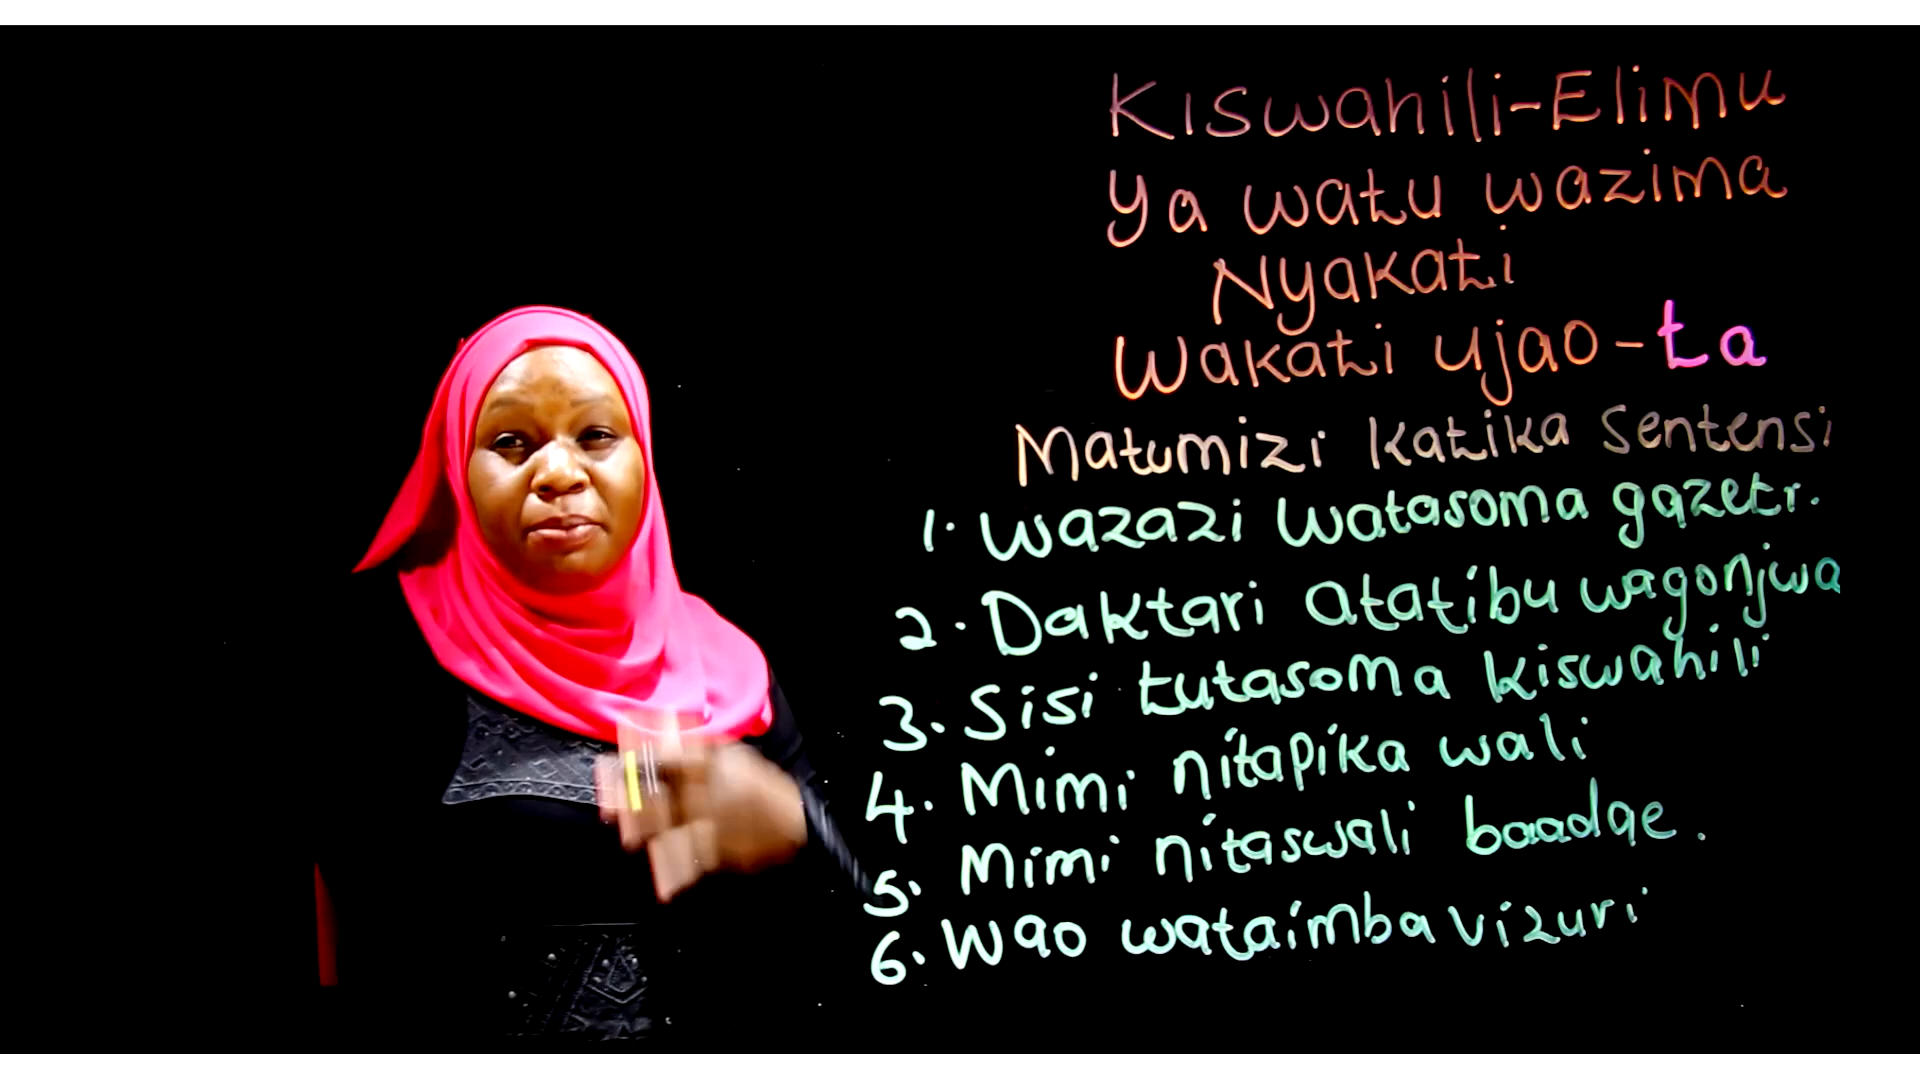 Kiswahili-Elimu
Ya watu wazima
Nyakati
Wakati ujao-ta
Matumizi katika sentensi
1. Wazazi watasoma gazeti.
2. Daktari atatibu wagonjwa
3. Sisi tutasoma kiswahili
4. Mimi nitapika wali
5. Mimi nitaswali baadae.
6. Wao wataimba vizuri